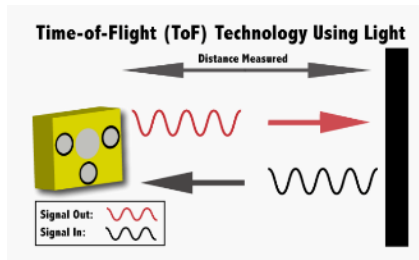 Time-of-Flight (ToF) Technology Using Light
Distance Measured
Signal Out:
Signal In: